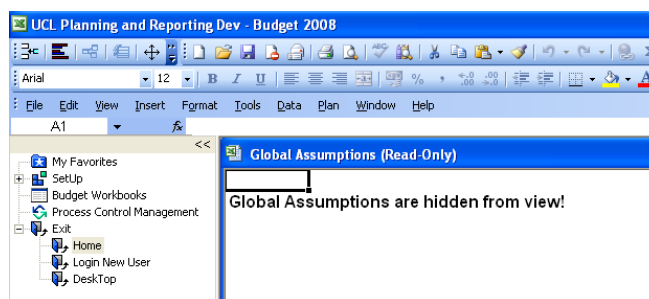 UCL Planning and Reporting Dev - Budget 2008
Arial 12 B I U % , .00 .00 A
File Edit View Insert Format Tools Data Plan Window Help
A1 fx
<<
My Favorites
SetUp
Budget Workbooks
Process Control Management
Exit
Home
Login New User
DeskTop
Global Assumptions (Read-Only)
Global Assumptions are hidden from view!